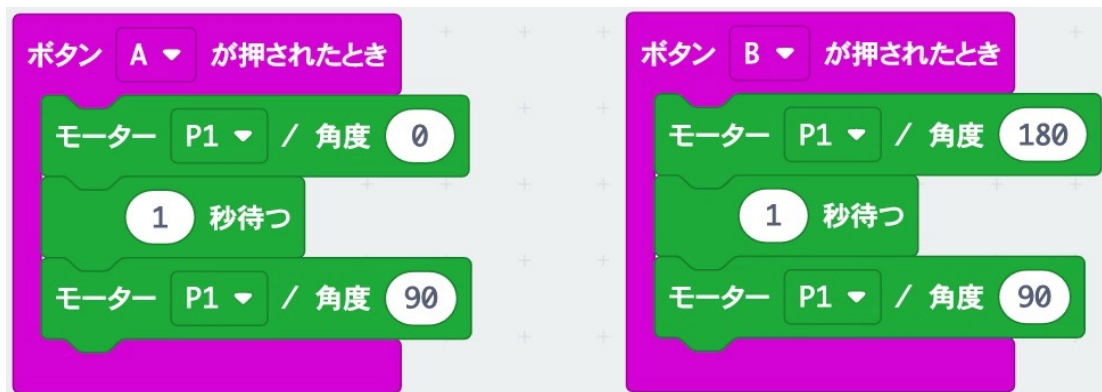 ボタン A ▼ が押されたとき
モーター P1 ▼ / 角度 0
1 秒待つ
モーター P1 ▼ / 角度 90
ボタン B ▼ が押されたとき
モーター P1 ▼ / 角度 180
1 秒待つ
モーター P1 ▼ / 角度 90